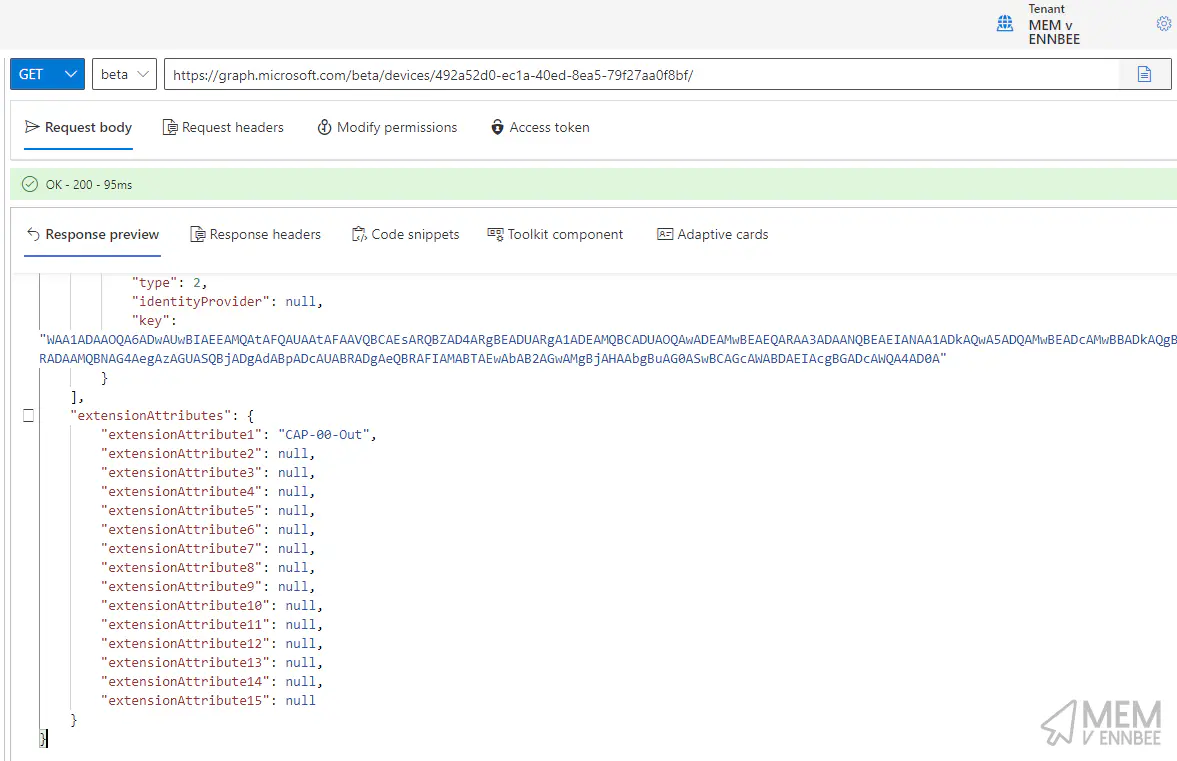 Tenant
MEM v
ENNBEE
GET beta https://graph.microsoft.com/beta/devices/492a52d0-ec1a-40ed-8ea5-79f27aa0f8bf/
Request body Request headers Modify permissions Access token
OK - 200 - 95ms
Response preview Response headers Code snippets Toolkit component Adaptive cards
"type": 2,
"identityProvider": null,
"key":
"WAA1ADAAOQA6ADwAUwBIAEEAMQAtAFQAUAAtAFAAVQBCAEsARQBZAD4ARgBEADUARgA1ADEAMQBCADUAOQAwADEAMwBEAEQARAA3ADAANQBEAEIANAA1ADkAQwA5ADQAMwBEADcAMwBBADkAQgB
RADAAMQBNAG4AegAzAGUASQBjADgAdABpADcAUABRADgAeQBRAFIAMABTAEwAbAB2AGwAMgBjAHAAbgBuAG0ASwBCAGcAWABDAEIAcgBGADcAWQA4AD0A"
}
],
"extensionAttributes": {
"extensionAttribute1": "CAP-00-Out",
"extensionAttribute2": null,
"extensionAttribute3": null,
"extensionAttribute4": null,
"extensionAttribute5": null,
"extensionAttribute6": null,
"extensionAttribute7": null,
"extensionAttribute8": null,
"extensionAttribute9": null,
"extensionAttribute10": null,
"extensionAttribute11": null,
"extensionAttribute12": null,
"extensionAttribute13": null,
"extensionAttribute14": null,
"extensionAttribute15": null
}
}
MEM
V ENNBEE